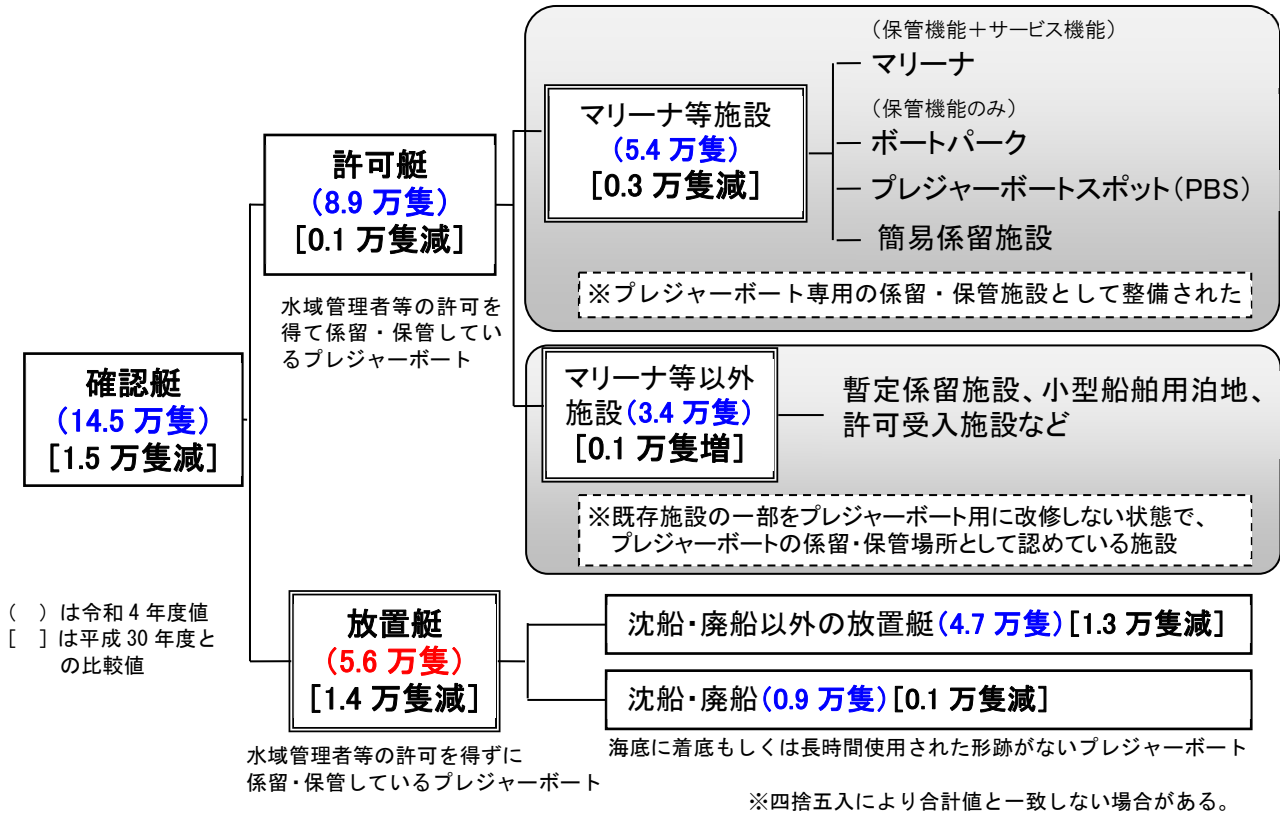 確認艇
(14.5 万隻)
[1.5 万隻減]
許可艇
(8.9 万隻)
[0.1 万隻減]
水域管理者等の許可を
得て係留・保管してい
るプレジャーボート
マリーナ等施設
(5.4 万隻)
[0.3 万隻減]
(保管機能+サービス機能)
マリーナ
(保管機能のみ)
ボートパーク
プレジャーボートスポット(PBS)
簡易係留施設
※プレジャーボート専用の係留・保管施設として整備された
マリーナ等以外
施設(3.4 万隻)
[0.1 万隻増]
暫定係留施設、小型船舶用泊地、
許可受入施設など
※既存施設の一部をプレジャーボート用に改修しない状態で、
プレジャーボートの係留・保管場所として認めている施設
放置艇
(5.6 万隻)
[1.4 万隻減]
水域管理者等の許可を得ずに
係留・保管しているプレジャーボート
沈船・廃船以外の放置艇(4.7 万隻)[1.3 万隻減]
沈船・廃船(0.9 万隻)[0.1 万隻減]
海底に着底もしくは長時間使用された形跡がないプレジャーボート
( )は令和 4 年度値
[ ]は平成 30 年度と
の比較値
※四捨五入により合計値と一致しない場合がある。